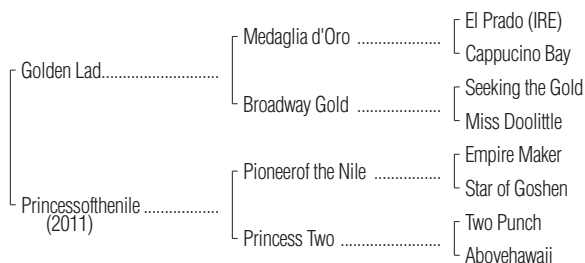 El Prado (IRE)
Medaglia d'Oro ....................
Cappucino Bay
Golden Lad............................
Seeking the Gold
Broadway Gold ....................
Miss Doolittle
Empire Maker
Pioneerof the Nile ................
Star of Goshen
Princessofthenile ..................
(2011)
Two Punch
Princess Two ........................
Abovehawaii